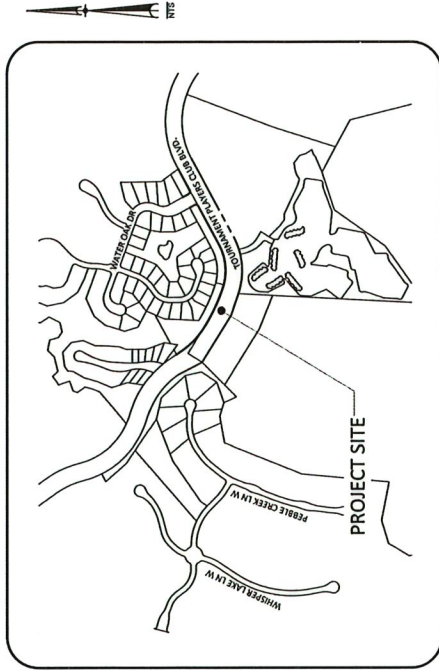 NTS
WATER OAK DR
TOURNAMENT PLAYERS CLUB BLVD.
PROJECT SITE
PEBBLE CREEK LN W
WHISPER LAKE LN W